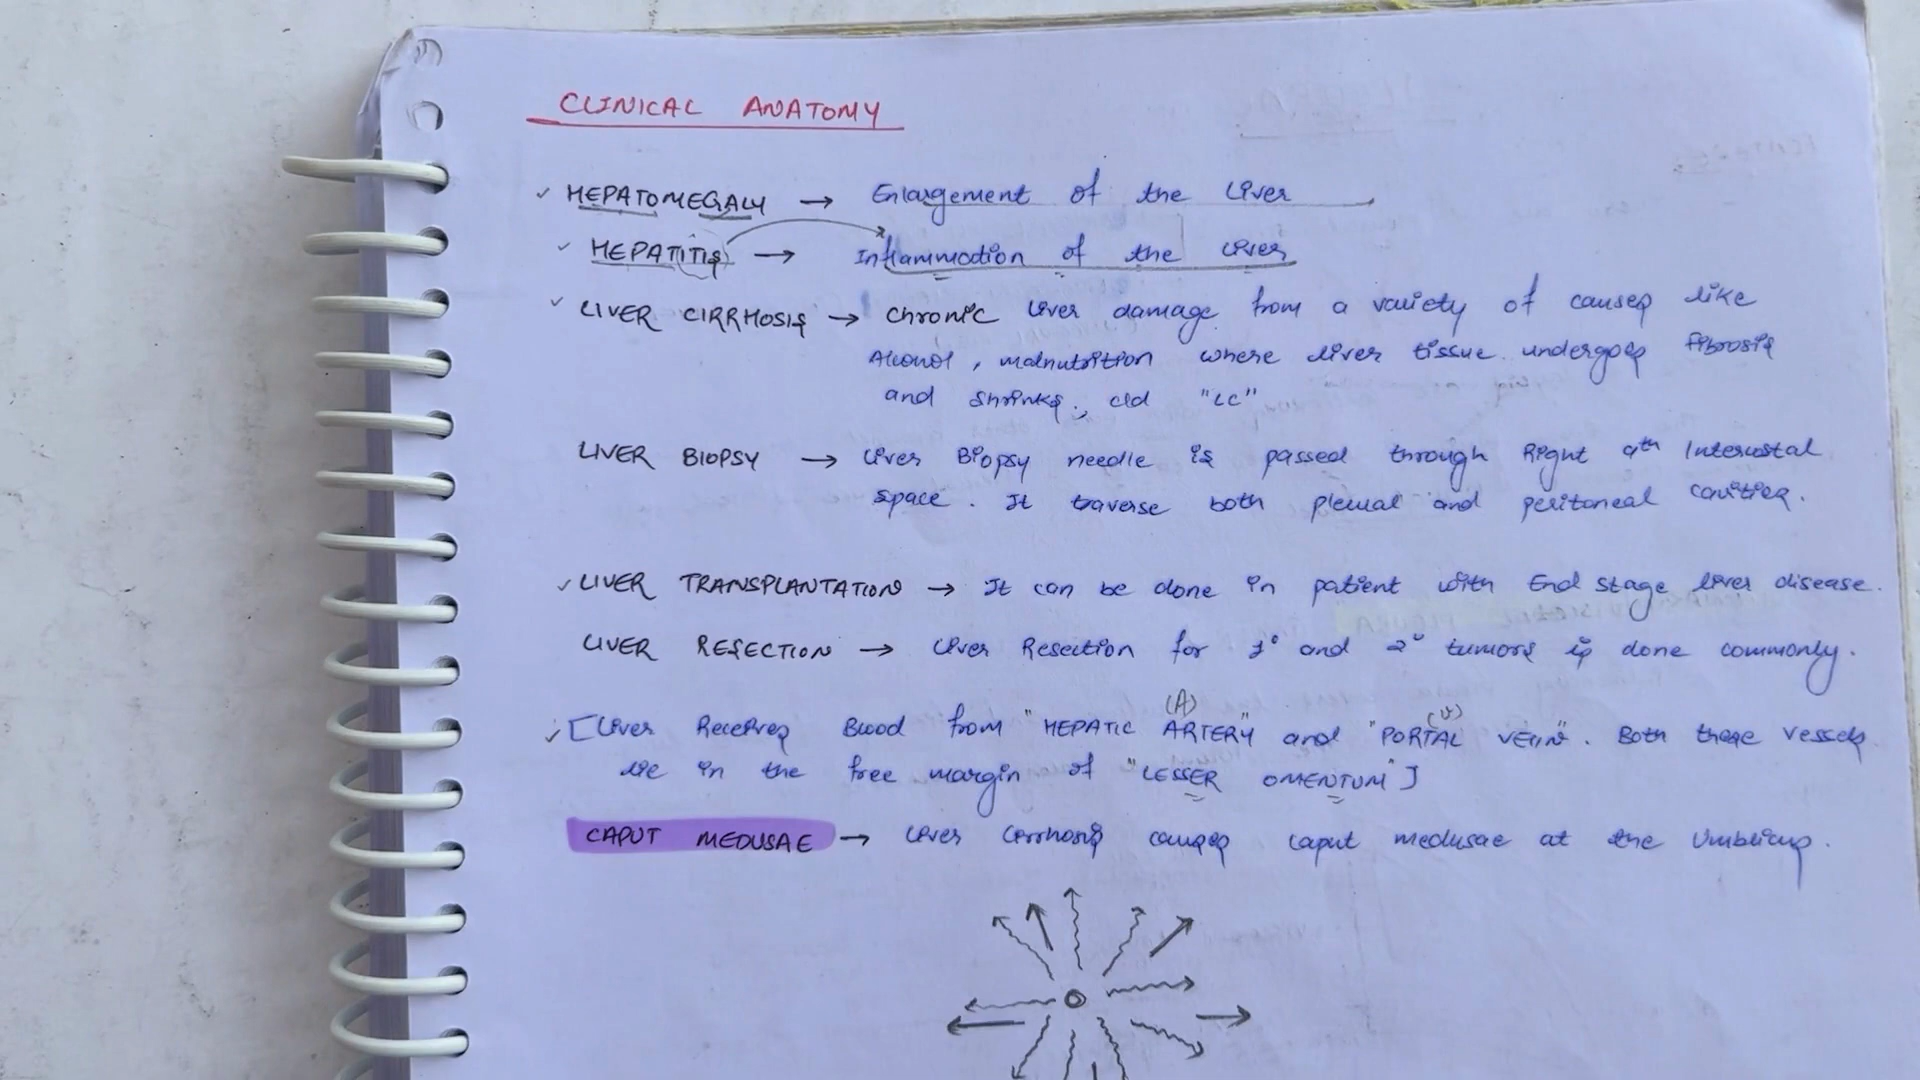 CLINICAL ANATOMY
✓ HEPATOMEGALY → Enlargement of the liver
✓ HEPATITIS → Inflammation of the liver
✓ LIVER CIRRHOSIS → Chronic liver damage from a variety of causes like
Alcohol, malnutrition where liver tissue undergoes fibrosis
and shrinks, cld "LC"
LIVER BIOPSY → Liver Biopsy needle is passed through Right 9th Intercostal
space. It traverse both pleural and peritoneal cavities.
✓ LIVER TRANSPLANTATION → It can be done in patient with End stage liver disease.
LIVER RESECTION → Liver Resection for 1° and 2° tumors is done commonly.
(A) (V)
✓ [Liver Receives Blood from "HEPATIC ARTERY" and "PORTAL VEIN". Both these vessels
lie in the free margin of "LESSER OMENTUM"]
CAPUT MEDUSAE → Liver Cirrhosis causes caput medusae at the Umblicus.